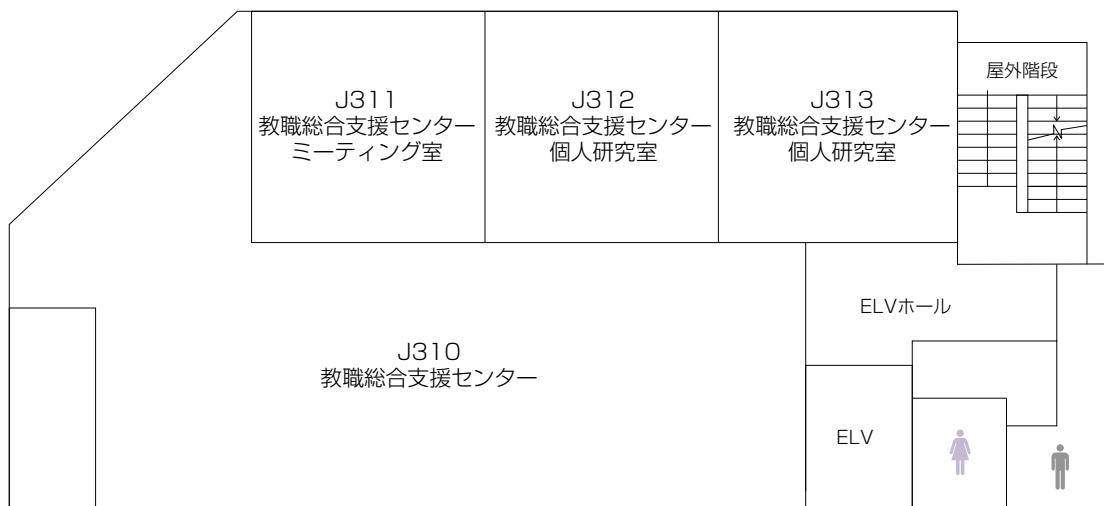 屋外階段
J311
教職総合支援センター
ミーティング室
J312
教職総合支援センター
個人研究室
J313
教職総合支援センター
個人研究室
ELVホール
J310
教職総合支援センター
ELV